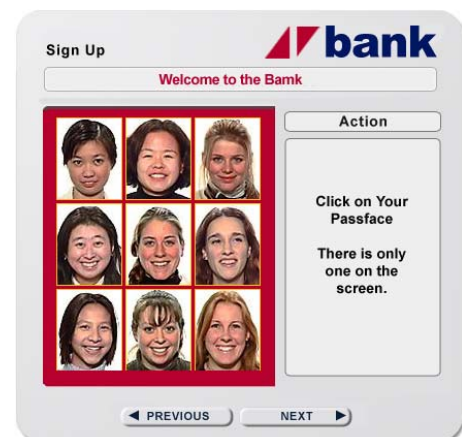 Sign Up
bank
Welcome to the Bamk
Action
Click on Your
Passface
There is only
one on the
screen.
PREVIOUS
NEXT